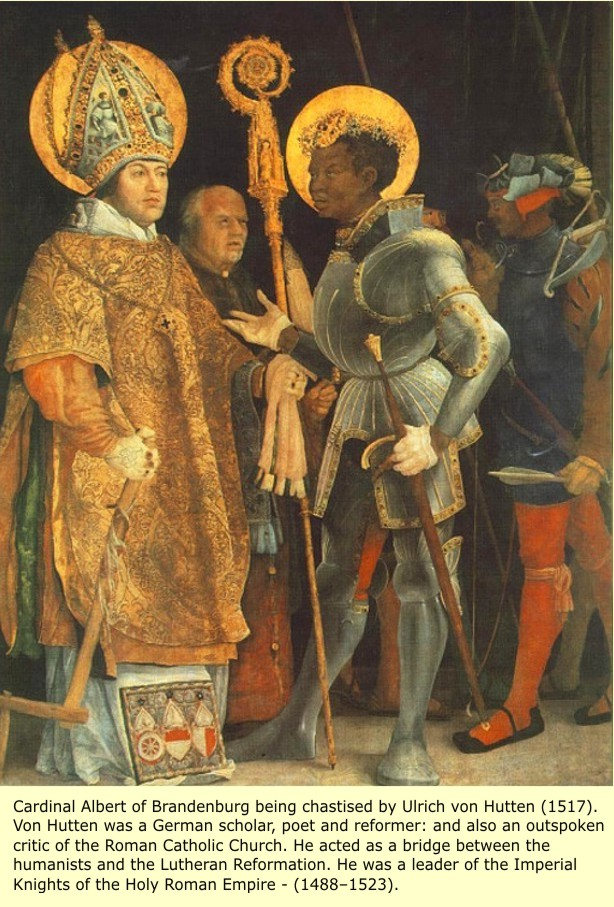 Cardinal Albert of Brandenburg being chastised by Ulrich von Hutten (1517).
Von Hutten was a German scholar, poet and reformer: and also an outspoken
critic of the Roman Catholic Church. He acted as a bridge between the
humanists and the Lutheran Reformation. He was a leader of the Imperial
Knights of the Holy Roman Empire - (1488–1523).